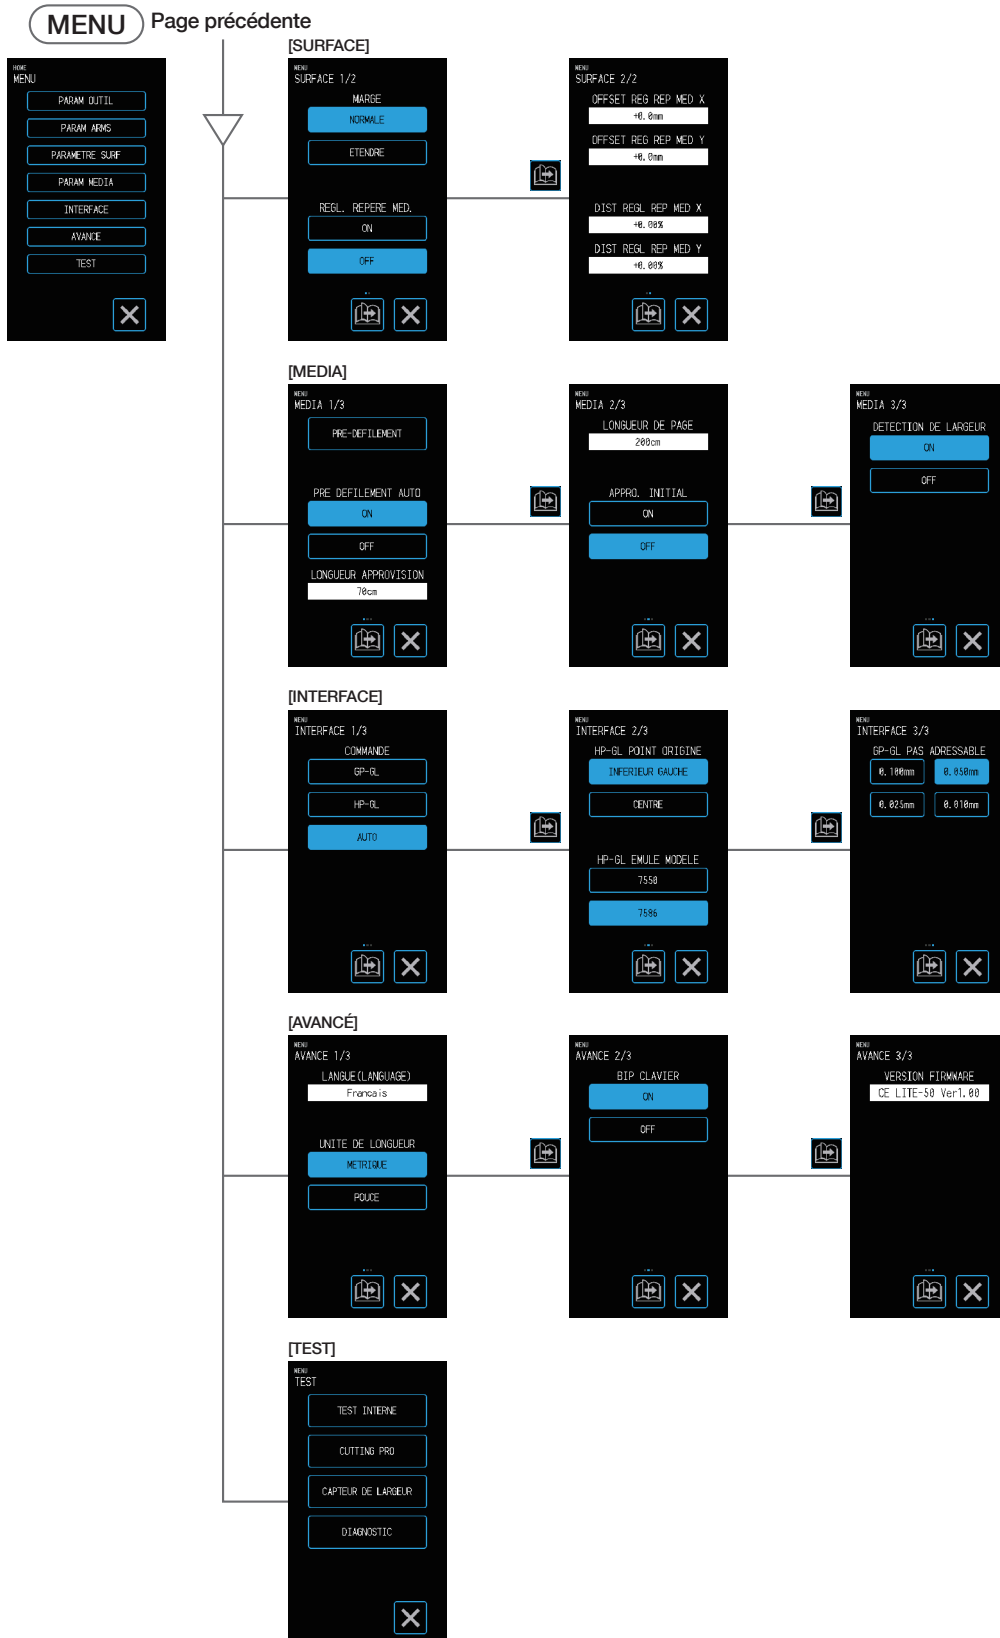 MENU Page précédente
HOME
MENU
PARAM OUTIL
PARAM ARMS
PARAMETRE SURF
PARAM MEDIA
INTERFACE
AVANCE
TEST
[SURFACE]
MENU
SURFACE 1/2
MARGE
NORMALE
ETENDRE
REGL. REPERE MED.
ON
OFF
MENU
SURFACE 2/2
OFFSET REG REP MED X
+0.0mm
OFFSET REG REP MED Y
+0.0mm
DIST REGL REP MED X
+0.00%
DIST REGL REP MED Y
+0.00%
[MEDIA]
MENU
MEDIA 1/3
PRE-DEFILEMENT
PRE DEFILEMENT AUTO
ON
OFF
LONGUEUR APPROVISION
70cm
MENU
MEDIA 2/3
LONGUEUR DE PAGE
200cm
APPRO. INITIAL
ON
OFF
MENU
MEDIA 3/3
DETECTION DE LARGEUR
ON
OFF
[INTERFACE]
MENU
INTERFACE 1/3
COMMANDE
GP-GL
HP-GL
AUTO
MENU
INTERFACE 2/3
HP-GL POINT ORIGINE
INFERIEUR GAUCHE
CENTRE
HP-GL EMULE MODELE
7550
7586
MENU
INTERFACE 3/3
GP-GL PAS ADRESSABLE
0.100mm 0.050mm
0.025mm 0.010mm
[AVANCÉ]
MENU
AVANCE 1/3
LANGUE(LANGUAGE)
Francais
UNITE DE LONGUEUR
METRIQUE
POUCE
MENU
AVANCE 2/3
BIP CLAVIER
ON
OFF
MENU
AVANCE 3/3
VERSION FIRMWARE
CE LITE-50 Ver1.00
[TEST]
MENU
TEST
TEST INTERNE
CUTTING PRO
CAPTEUR DE LARGEUR
DIAGNOSTIC